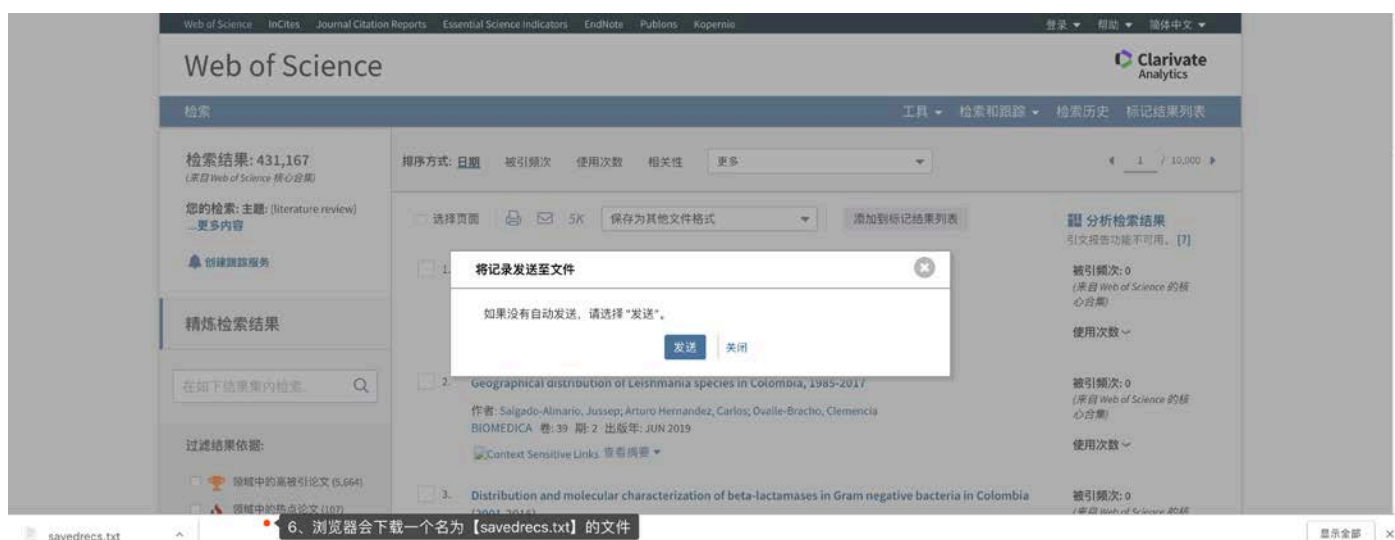 Web of Science InCites Journal Citation Reports Essential Science Indicators EndNote Publons Kopernio 登录 帮助 简体中文
Web of Science
Clarivate
Analytics
检索 工具 检索和跟踪 检索历史 标记结果列表
检索结果: 431,167
(来自 Web of Science 核心合集)
您的检索: 主题: (literature review)
...更多内容
创建跟踪服务
精炼检索结果
在如下结果集内检索...
过滤结果依据:
领域中的高被引论文 (5,664)
领域中的热点论文 (107)
排序方式: 日期 被引频次 使用次数 相关性 更多
1 / 10,000
选择页面 5K 保存为其他文件格式 添加到标记结果列表
1.
将记录发送至文件
如果没有自动发送，请选择 "发送"。
发送 关闭
2. Geographical distribution of Leishmania species in Colombia, 1985-2017
作者: Salgado-Almario, Jussep; Arturo Hernandez, Carlos; Ovalle-Bracho, Clemencia
BIOMEDICA 卷: 39 期: 2 出版年: JUN 2019
Context Sensitive Links 查看摘要
3. Distribution and molecular characterization of beta-lactamases in Gram negative bacteria in Colombia
(2001-2016)
分析检索结果
引文报告功能不可用。 [?]
被引频次: 0
(来自 Web of Science 的核
心合集)
使用次数
被引频次: 0
(来自 Web of Science 的核
心合集)
使用次数
被引频次: 0
(来自 Web of Science 的核
savedrecs.txt
6、浏览器会下载一个名为【savedrecs.txt】的文件
显示全部